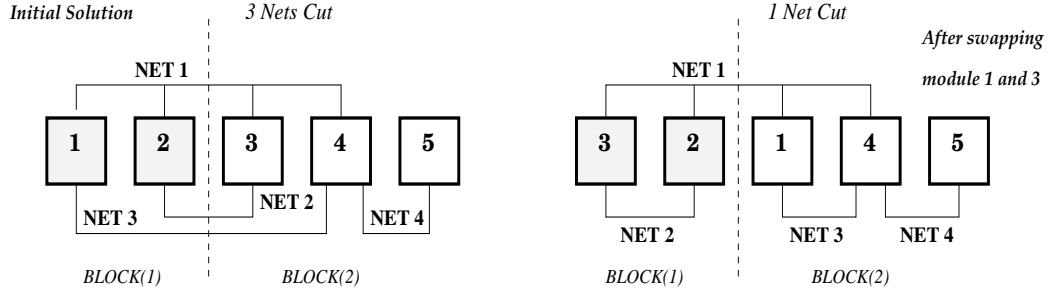 Initial Solution
3 Nets Cut
NET 1
1
2
3
4
5
NET 3
NET 2
NET 4
BLOCK(1)
BLOCK(2)
1 Net Cut
After swapping
module 1 and 3
NET 1
3
2
1
4
5
NET 2
NET 3
NET 4
BLOCK(1)
BLOCK(2)